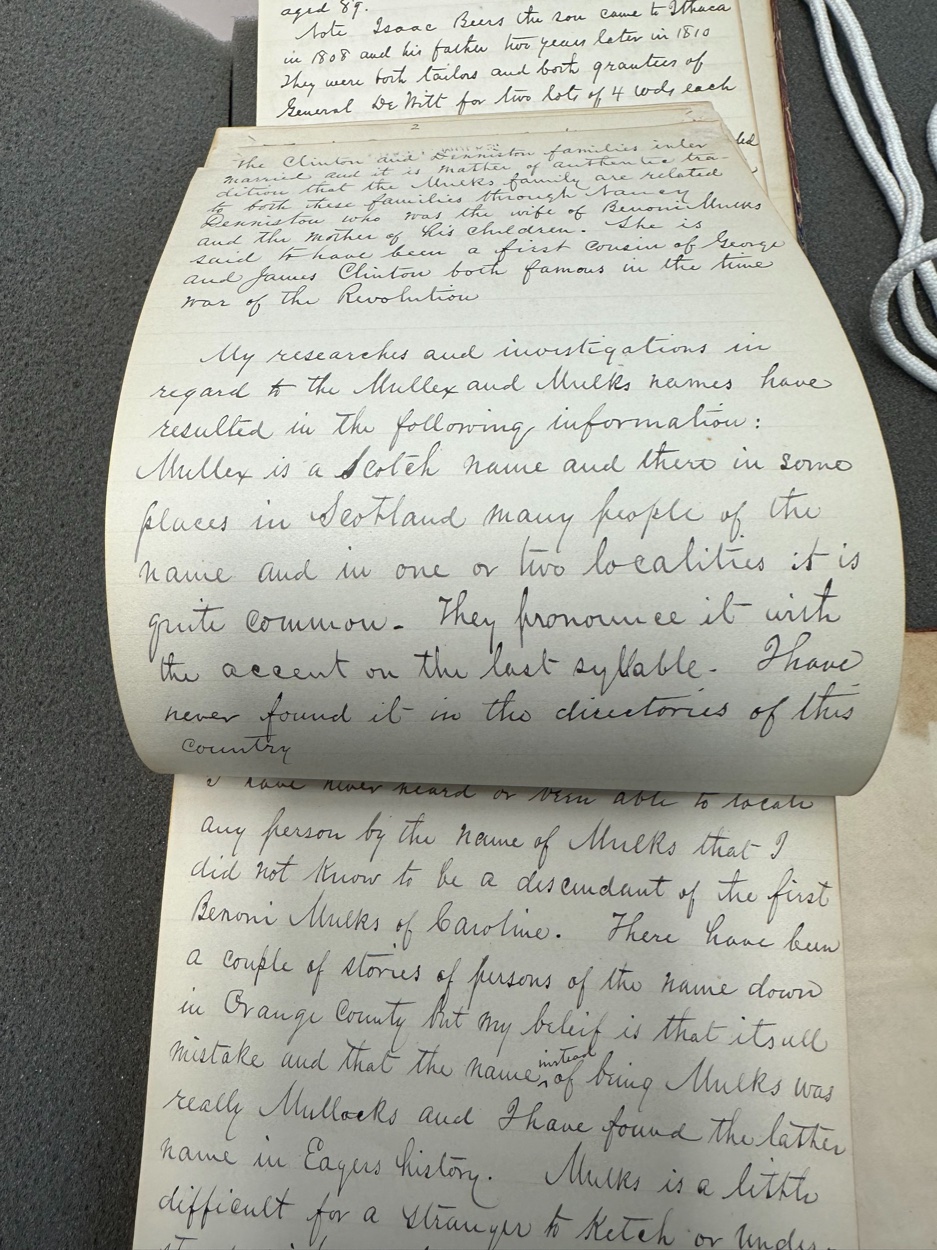 aged 89.
Note Isaac Beers the son came to Ithaca
in 1808 and his father two years later in 1810
They were both tailors and both grantees of
General De Witt for two lots of 4 rods each
2
The Clinton and Denniston families inter
married and it is mather of authentic tra-
dition that the Mulks family are related
to both these families through Nancy
Denniston who was the wife of Benoni Mulks
and the mother of his children. She is
said to have been a first cousin of George
and James Clinton both famous in the time
war of the Revolution
My researches and investigations in
regard to the Mullex and Mulks names have
resulted in the following information:
Mullex is a Scotch name and there in some
places in Scotland many people of the
name and in one or two localities it is
quite common. They pronounce it with
the accent on the last syllable. I have
never found it in the directories of this
country
I have never heard or been able to locate
any person by the name of Mulks that I
did not know to be a descendant of the first
Benoni Mulks of Caroline. There have been
a couple of stories of persons of the name down
in Orange County but my beleif is that its all
mistake and that the name instead of being Mulks was
really Mullocks and I have found the lather
name in Eagers history. Mulks is a little
difficult for a stranger to ketch or under-